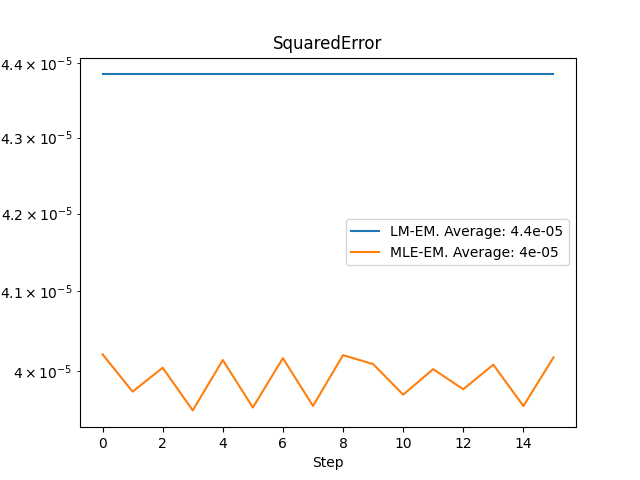 SquaredError
4.4 × 10⁻⁵
4.3 × 10⁻⁵
4.2 × 10⁻⁵
4.1 × 10⁻⁵
4 × 10⁻⁵
LM-EM. Average: 4.4e-05
MLE-EM. Average: 4e-05
0 2 4 6 8 10 12 14
Step